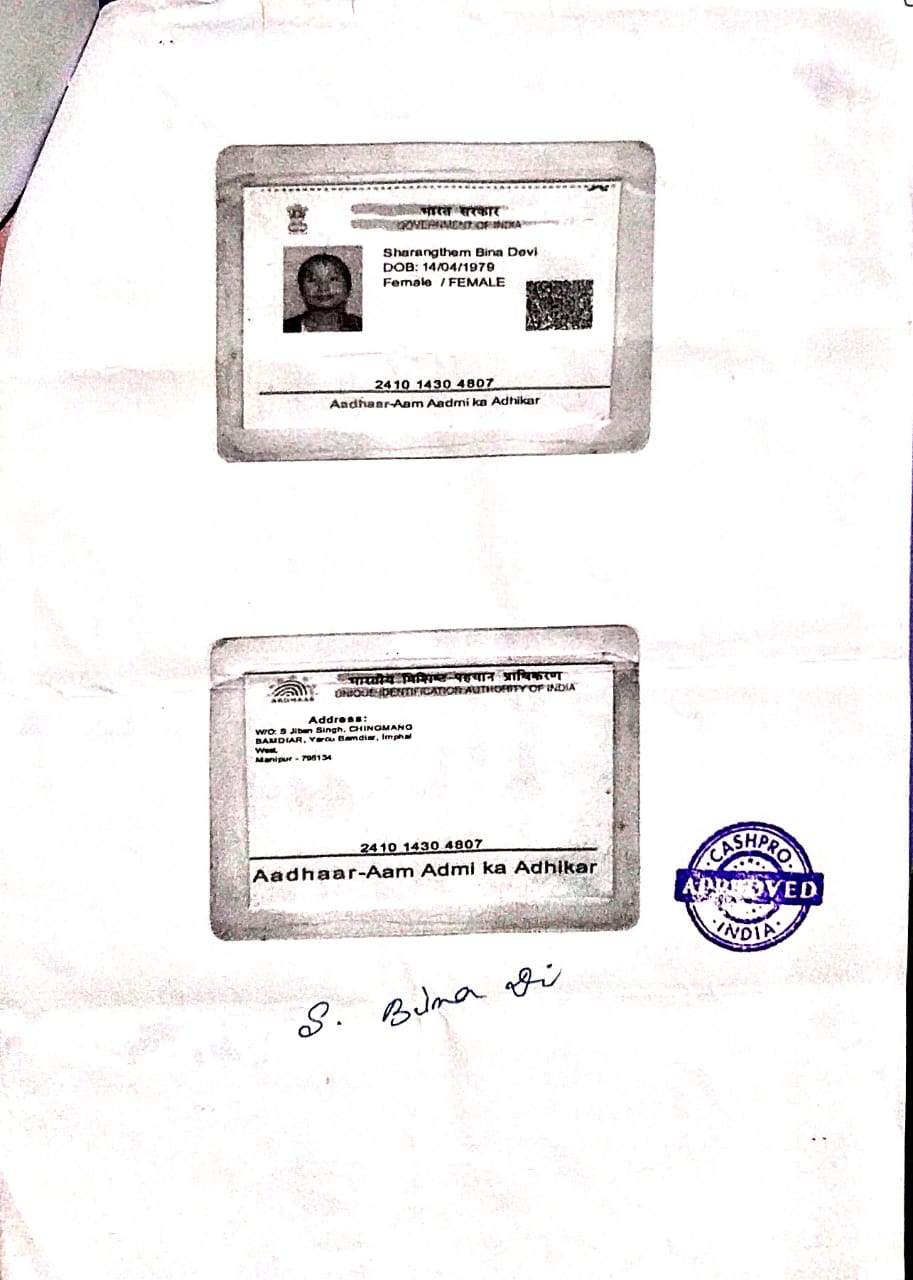 भारत सरकार
GOVERNMENT OF INDIA
Sharangthem Bina Devi
DOB: 14/04/1979
Female / FEMALE
2410 1430 4807
Aadhaar-Aam Aadmi ka Adhikar
भारतीय विशिष्ट पहचान प्राधिकरण
AADHAAR
UNIQUE IDENTIFICATION AUTHORITY OF INDIA
Address:
W/O: S Jiban Singh, CHINGMANG
BAMDIAR, Yarou Bamdiar, Imphal
West,
Manipur - 795134
2410 1430 4807
Aadhaar-Aam Admi ka Adhikar
CASHPRO
APPROVED
INDIA
S. Bina